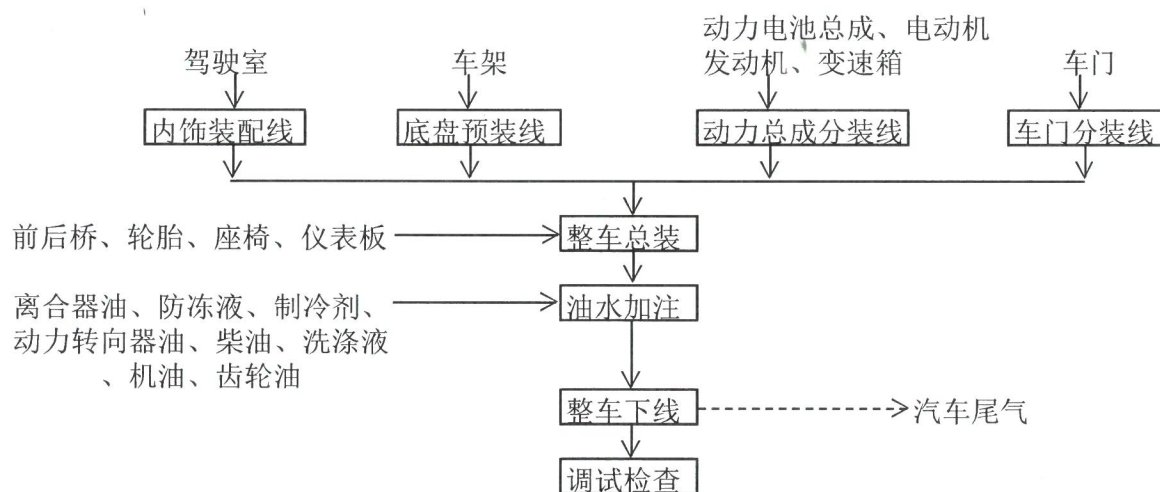 动力电池总成、电动机
驾驶室
车架
发动机、变速箱
车门
内饰装配线
底盘预装线
动力总成分装线
车门分装线
前后桥、轮胎、座椅、仪表板
整车总装
离合器油、防冻液、制冷剂、
油水加注
动力转向器油、柴油、洗涤液
、机油、齿轮油
整车下线
汽车尾气
调试检查